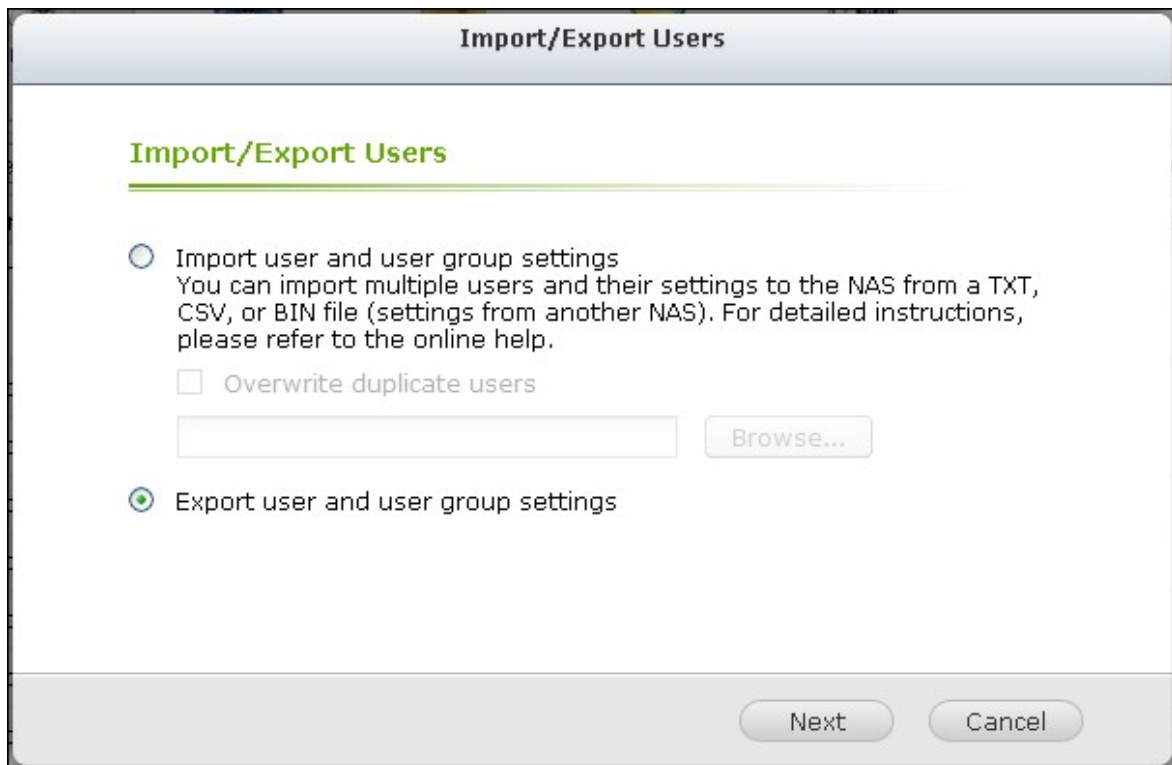 Import/Export Users
Import/Export Users
Import user and user group settings
You can import multiple users and their settings to the NAS from a TXT,
CSV, or BIN file (settings from another NAS). For detailed instructions,
please refer to the online help.
Overwrite duplicate users
Browse...
Export user and user group settings
Next Cancel